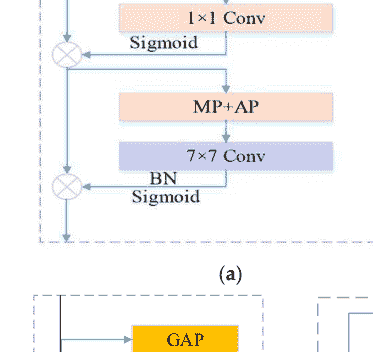 1×1 Conv
Sigmoid
MP+AP
7×7 Conv
BN
Sigmoid
(a)
GAP